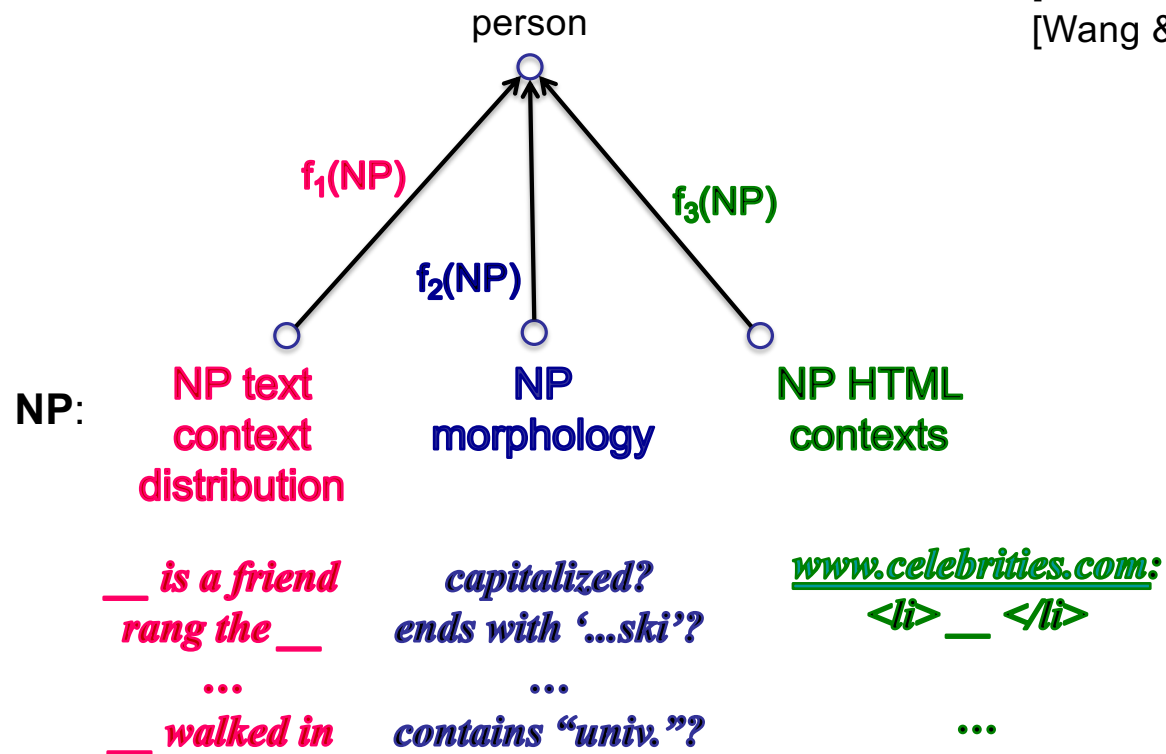 person
[Wang &
f₁(NP)
f₃(NP)
f₂(NP)
NP:
NP text
context
distribution
NP
morphology
NP HTML
contexts
__ is a friend
rang the __
...
__ walked in
capitalized?
ends with ‘...ski’?
...
contains “univ.”?
www.celebrities.com:
<li> __ </li>
...